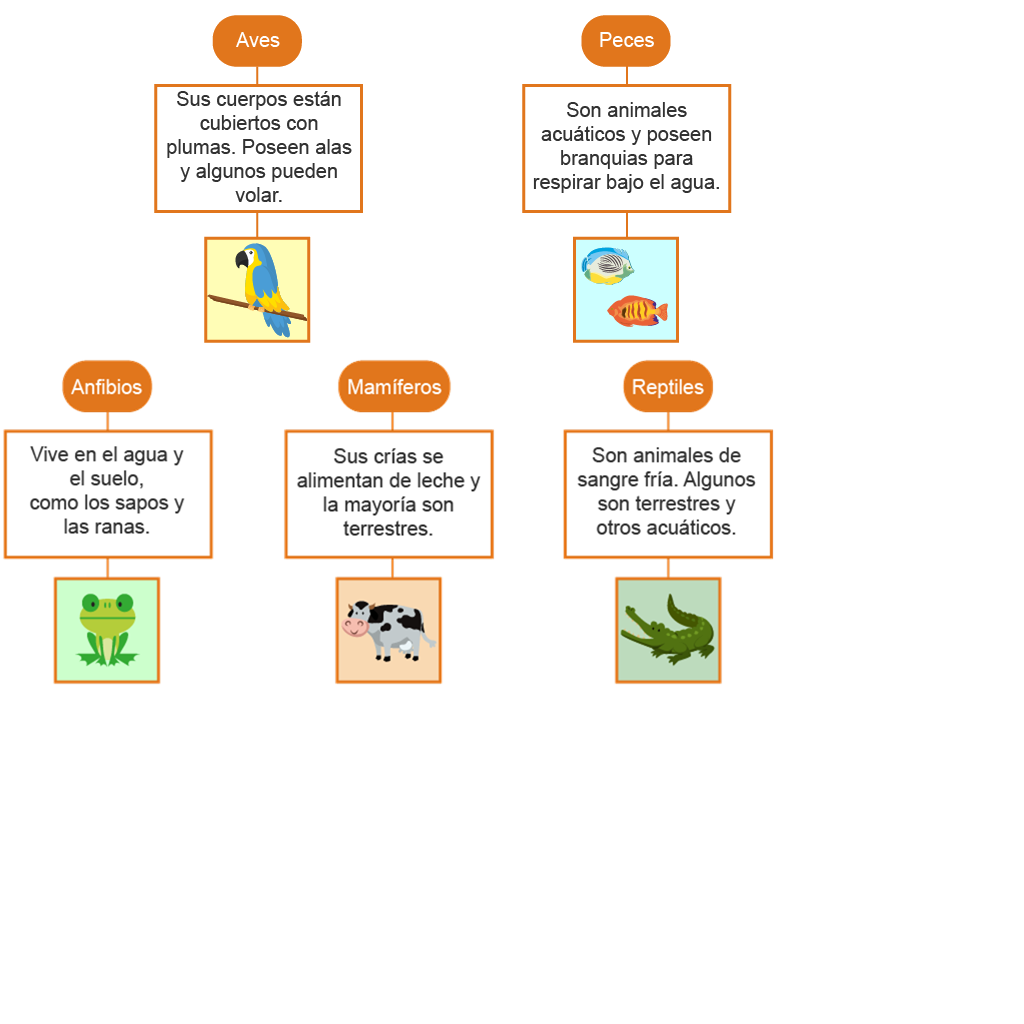 Aves
Sus cuerpos están
cubiertos con
plumas. Poseen alas
y algunos pueden
volar.
Peces
Son animales
acuáticos y poseen
branquias para
respirar bajo el agua.
Anfibios
Vive en el agua y
el suelo,
como los sapos y
las ranas.
Mamíferos
Sus crías se
alimentan de leche y
la mayoría son
terrestres.
Reptiles
Son animales de
sangre fría. Algunos
son terrestres y
otros acuáticos.